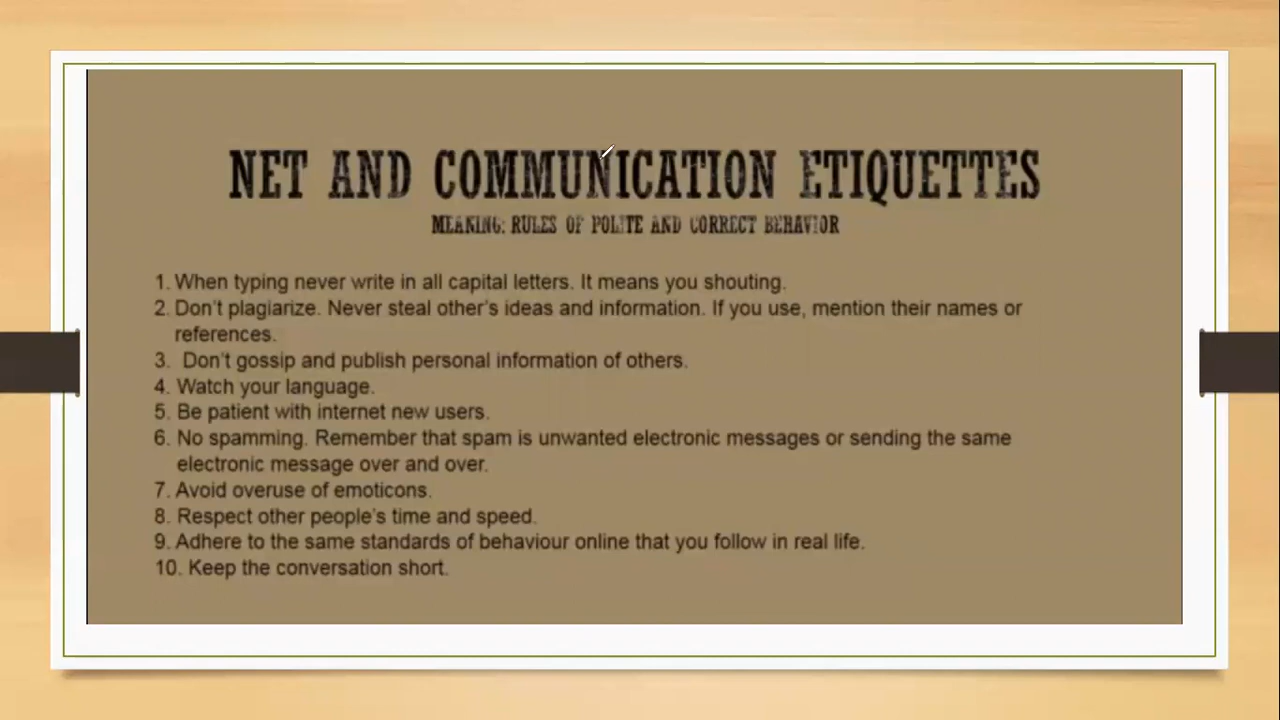 NET AND COMMUNICATION ETIQUETTES
MEANING: RULES OF POLITE AND CORRECT BEHAVIOR
1. When typing never write in all capital letters. It means you shouting.
2. Don't plagiarize. Never steal other's ideas and information. If you use, mention their names or
references.
3. Don't gossip and publish personal information of others.
4. Watch your language.
5. Be patient with internet new users.
6. No spamming. Remember that spam is unwanted electronic messages or sending the same
electronic message over and over.
7. Avoid overuse of emoticons.
8. Respect other people's time and speed.
9. Adhere to the same standards of behaviour online that you follow in real life.
10. Keep the conversation short.